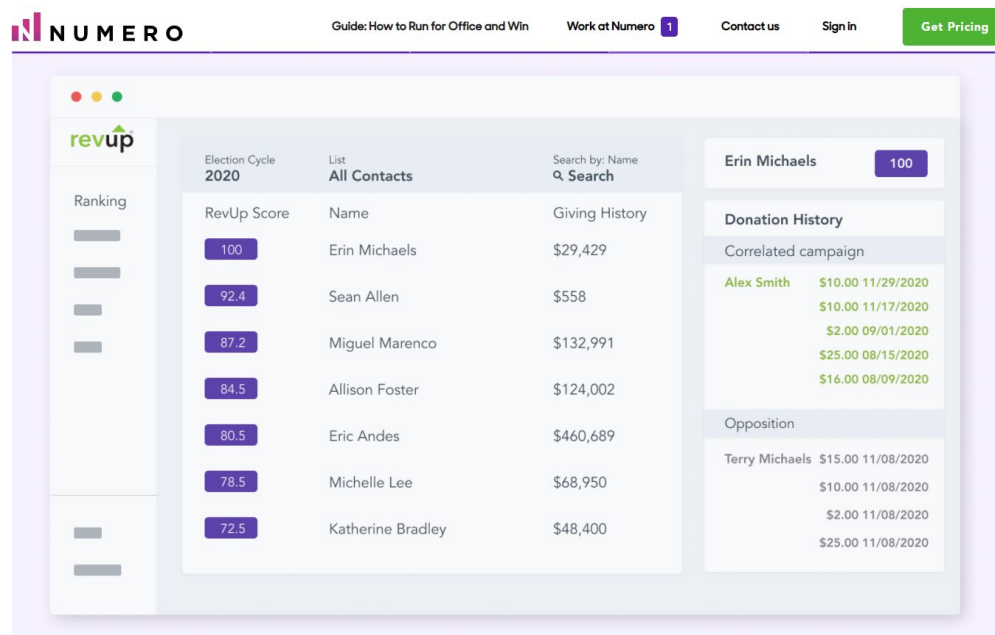 NUMERO
Guide: How to Run for Office and Win
Work at Numero 1
Contact us
Sign in
Get Pricing
revup
Ranking
Election Cycle
2020
List
All Contacts
Search by: Name
Search
RevUp Score Name Giving History
100 Erin Michaels $29,429
92.4 Sean Allen $558
87.2 Miguel Marenco $132,991
84.5 Allison Foster $124,002
80.5 Eric Andes $460,689
78.5 Michelle Lee $68,950
72.5 Katherine Bradley $48,400
Erin Michaels 100
Donation History
Correlated campaign
Alex Smith $10.00 11/29/2020
$10.00 11/17/2020
$2.00 09/01/2020
$25.00 08/15/2020
$16.00 08/09/2020
Opposition
Terry Michaels $15.00 11/08/2020
$10.00 11/08/2020
$2.00 11/08/2020
$25.00 11/08/2020